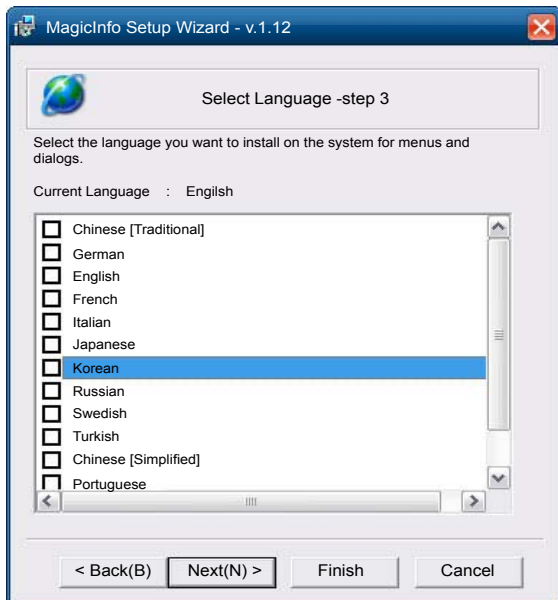 MagicInfo Setup Wizard - v.1.12
Select Language -step 3
Select the language you want to install on the system for menus and
dialogs.
Current Language : Engilsh
Chinese [Traditional]
German
English
French
Italian
Japanese
Korean
Russian
Swedish
Turkish
Chinese [Simplified]
Portuguese
< Back(B) Next(N) > Finish Cancel